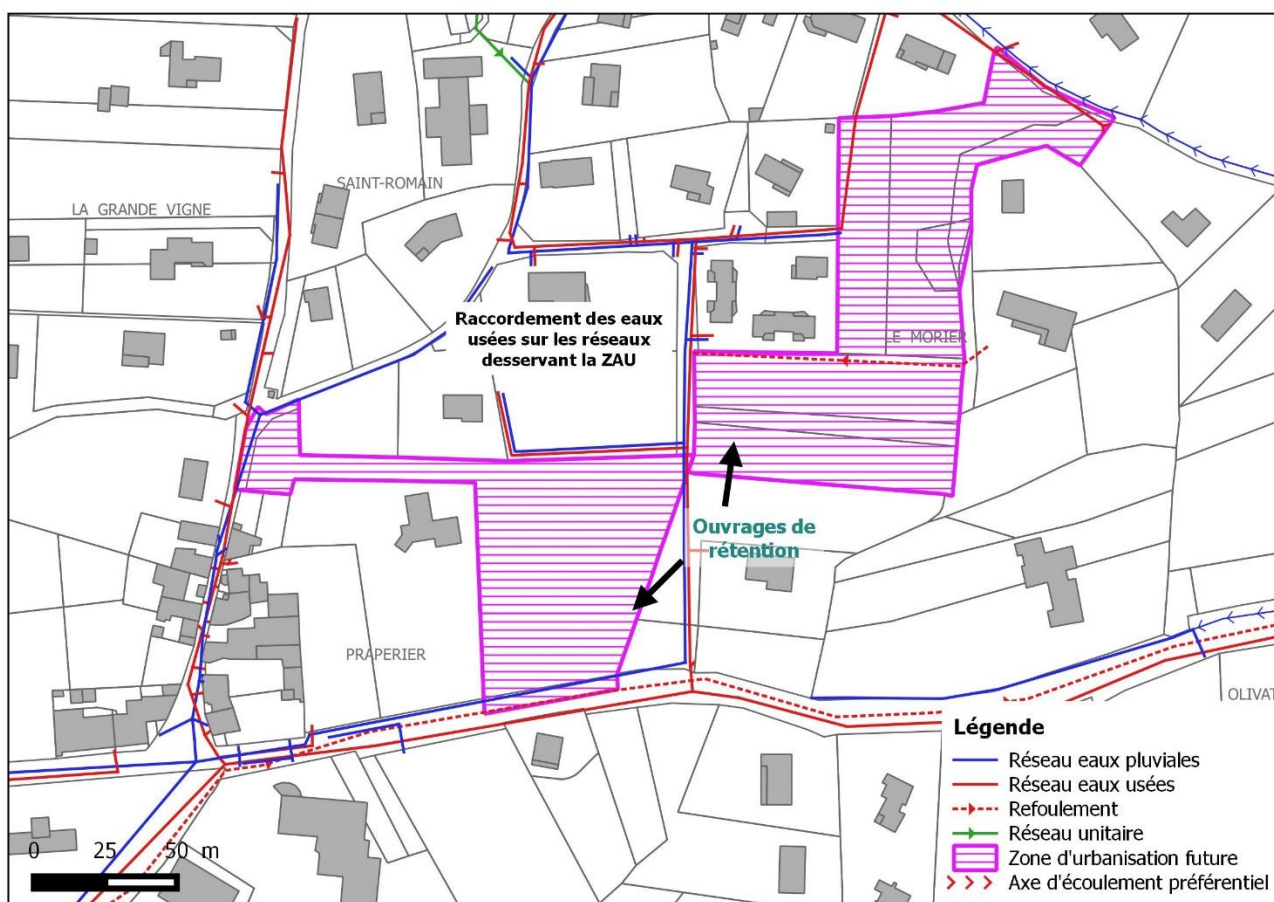 SAINT-ROMAIN
LA GRANDE VIGNE
Raccordement des eaux
usées sur les réseaux
desservant la ZAU
LE MORIER
Ouvrages de
rétention
PRAPERIER
OLIVAT
Légende
Réseau eaux pluviales
Réseau eaux usées
Refoulement
Réseau unitaire
Zone d'urbanisation future
Axe d'écoulement préférentiel
0 25 50 m